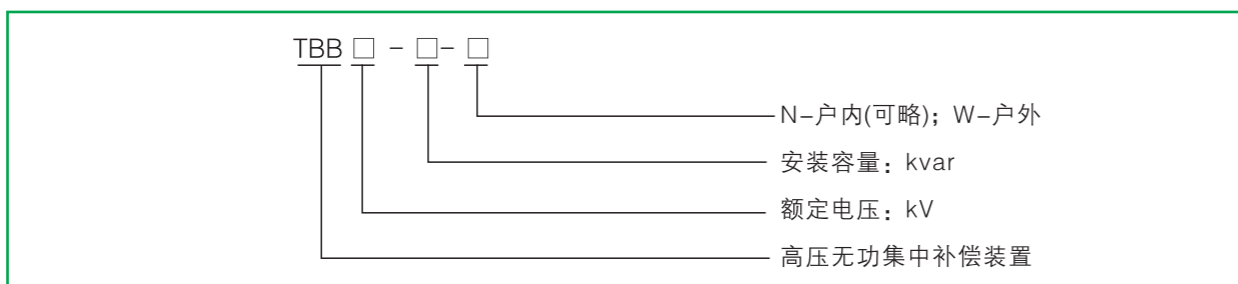 TBB □ - □- □
N-户内(可略)；W-户外
安装容量：kvar
额定电压：kV
高压无功集中补偿装置